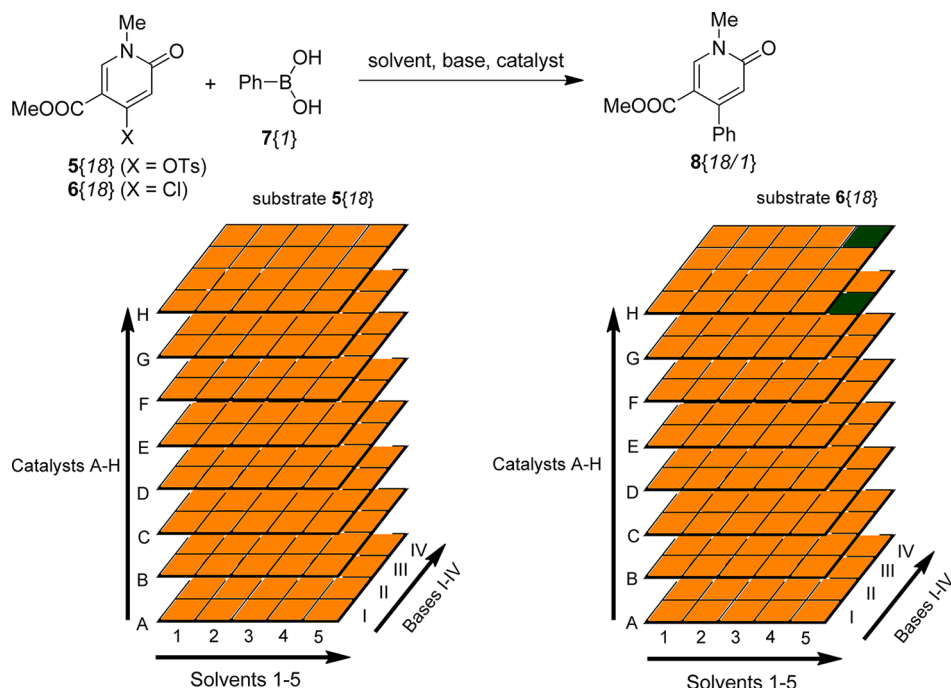 Me
N
O
MeOOC
X
+
Ph
B
OH
OH
7{1}
solvent, base, catalyst
Me
N
O
MeOOC
Ph
8{18/1}
5{18} (X = OTs)
6{18} (X = Cl)
substrate 5{18}
substrate 6{18}
H
G
F
E
D
C
B
A
Catalysts A-H
1 2 3 4 5
Solvents 1-5
IV
III
II
I
Bases I-IV
H
G
F
E
D
C
B
A
Catalysts A-H
1 2 3 4 5
Solvents 1-5
IV
III
II
I
Bases I-IV